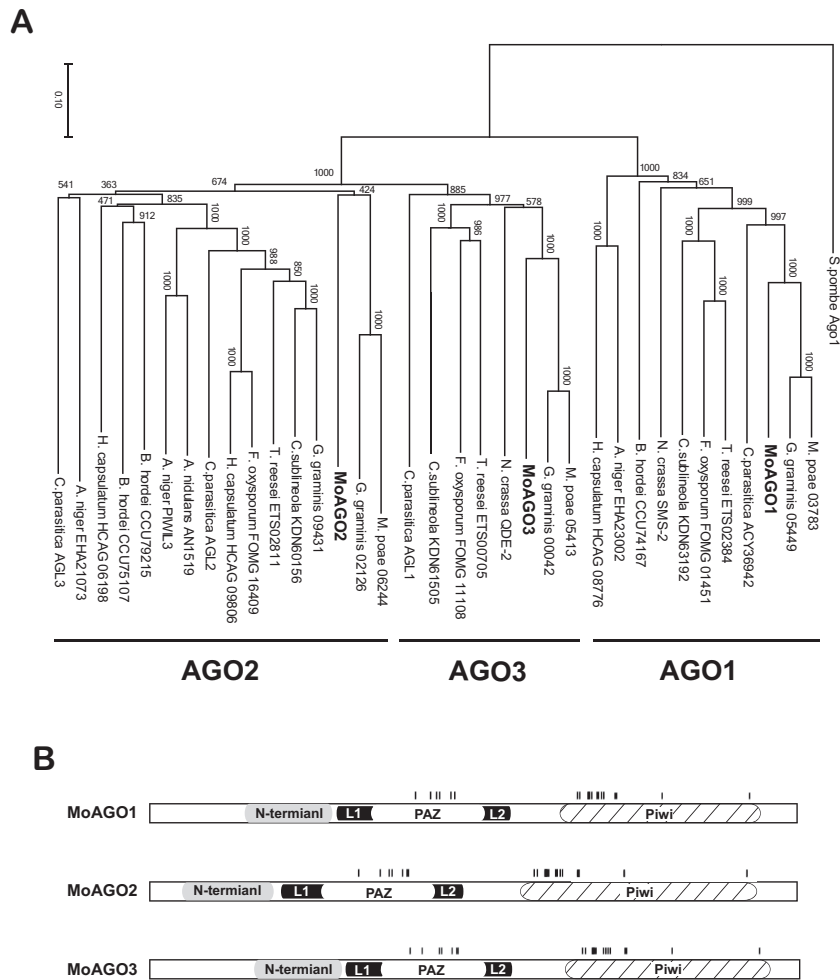 A
0.10
1000
541
363
674
424
471
835
912
1000
1000
1000
988
850
1000
1000
1000
885
977
578
1000
986
1000
1000
1000
834
651
999
997
1000
1000
1000
1000
1000
C.parasitica AGL3
A. niger EHA21073
H. capsulatum HCAG 06198
B. hordei CCU75107
B. hordei CCU79215
A. niger PIWIL3
A. nidulans AN1519
C.parasitica AGL2
H. capsulatum HCAG 09806
F. oxysporum FOMG 16409
T. reesei ETS02811
C.sublineola KDN60156
G. graminis 09431
MoAGO2
G. graminis 02126
M. poae 06244
C.parasitica AGL1
C.sublineola KDN61505
F. oxysporum FOMG 11108
T. reesei ETS00705
N. crassa QDE-2
MoAGO3
G. graminis 00042
M. poae 05413
H. capsulatum HCAG 08776
A. niger EHA23002
B. hordei CCU74167
N. crassa SMS-2
C.sublineola KDN63192
F. oxysporum FOMG 01451
T. reesei ETS02384
C.parasitica ACY36942
MoAGO1
G. graminis 05449
M. poae 03783
S.pombe Ago1
AGO2
AGO3
AGO1
B
MoAGO1 N-termianl L1 PAZ L2 Piwi
MoAGO2 N-termianl L1 PAZ L2 Piwi
MoAGO3 N-termianl L1 PAZ L2 Piwi